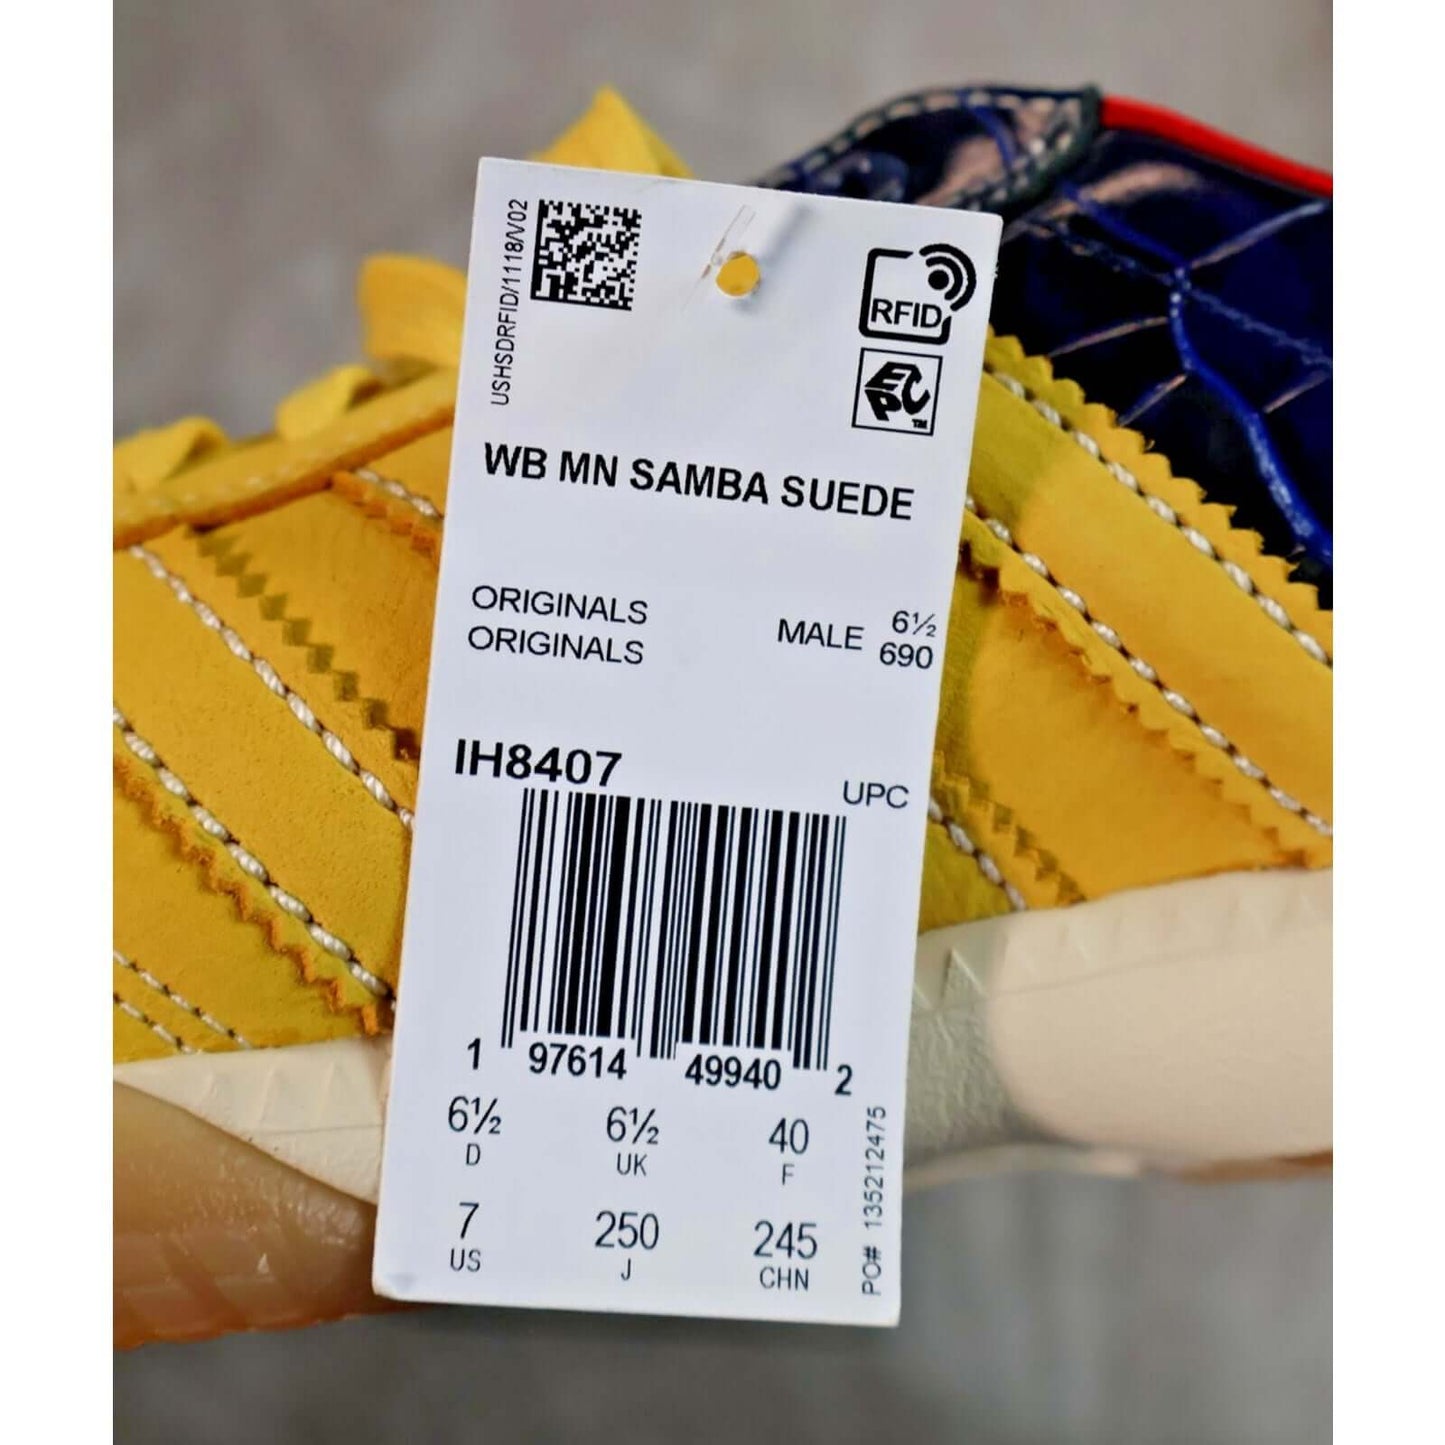 USHSDRFID/1118/V02
RFID
EPC™
WB MN SAMBA SUEDE
ORIGINALS
ORIGINALS
MALE 6½
690
IH8407
UPC
1 97614 49940 2
6½ 6½ 40
D UK F
7 250 245
US J CHN
PO# 135212475